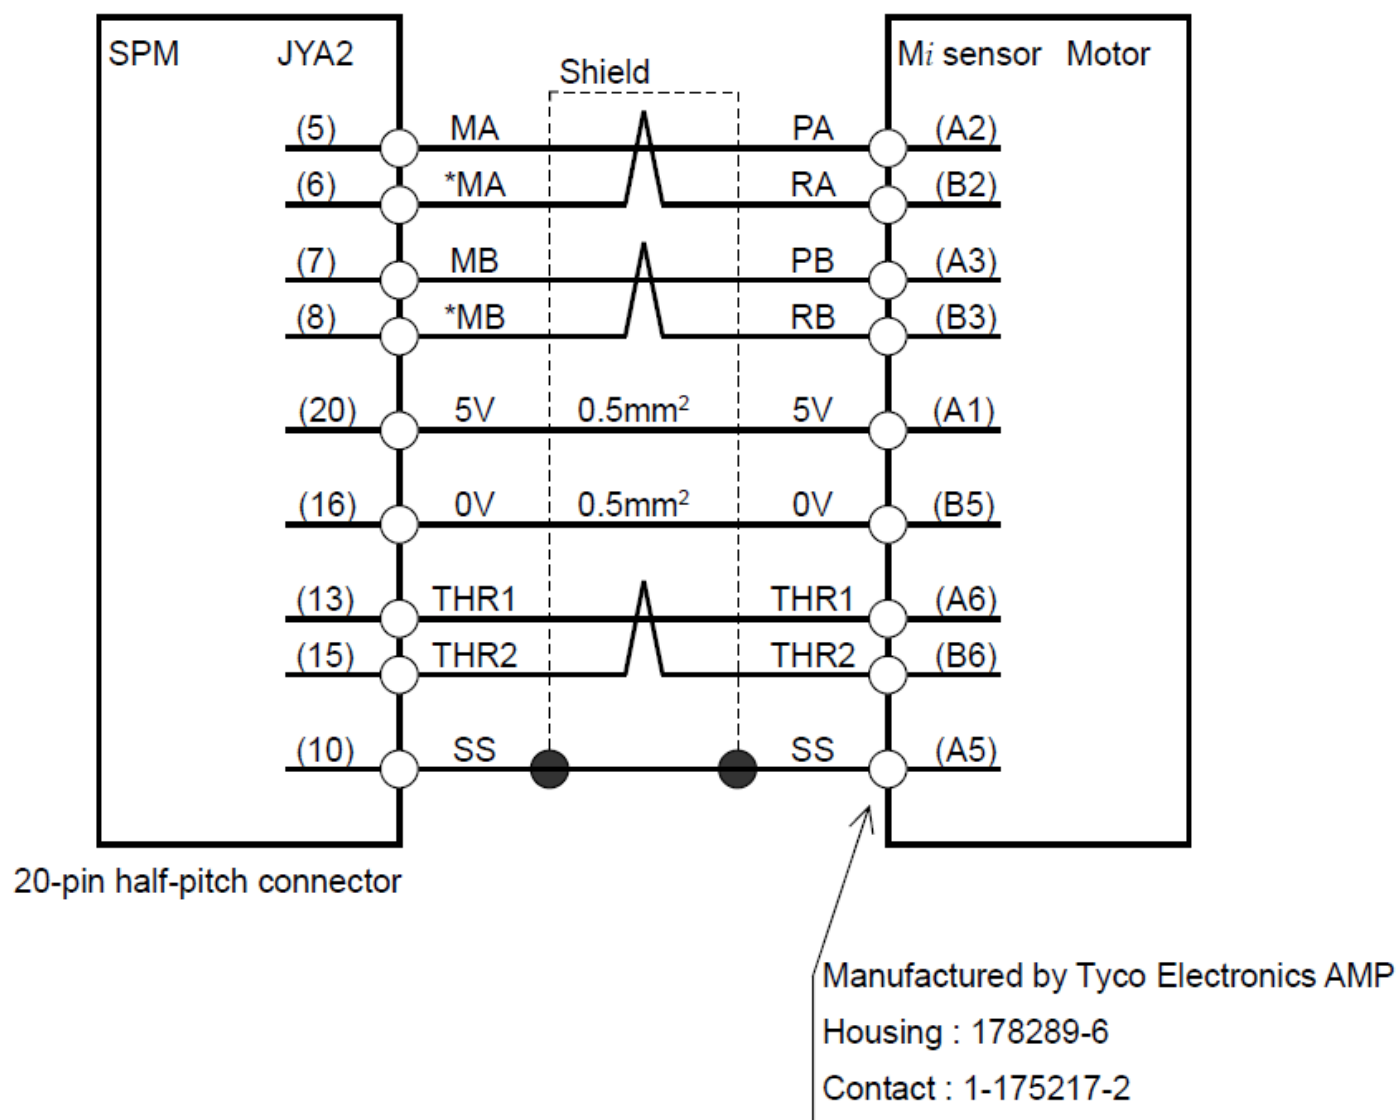 SPM JYA2 Shield Mi sensor Motor
(5) MA PA (A2)
(6) *MA RA (B2)
(7) MB PB (A3)
(8) *MB RB (B3)
(20) 5V 0.5mm² 5V (A1)
(16) 0V 0.5mm² 0V (B5)
(13) THR1 THR1 (A6)
(15) THR2 THR2 (B6)
(10) SS SS (A5)
20-pin half-pitch connector
Manufactured by Tyco Electronics AMP
Housing : 178289-6
Contact : 1-175217-2